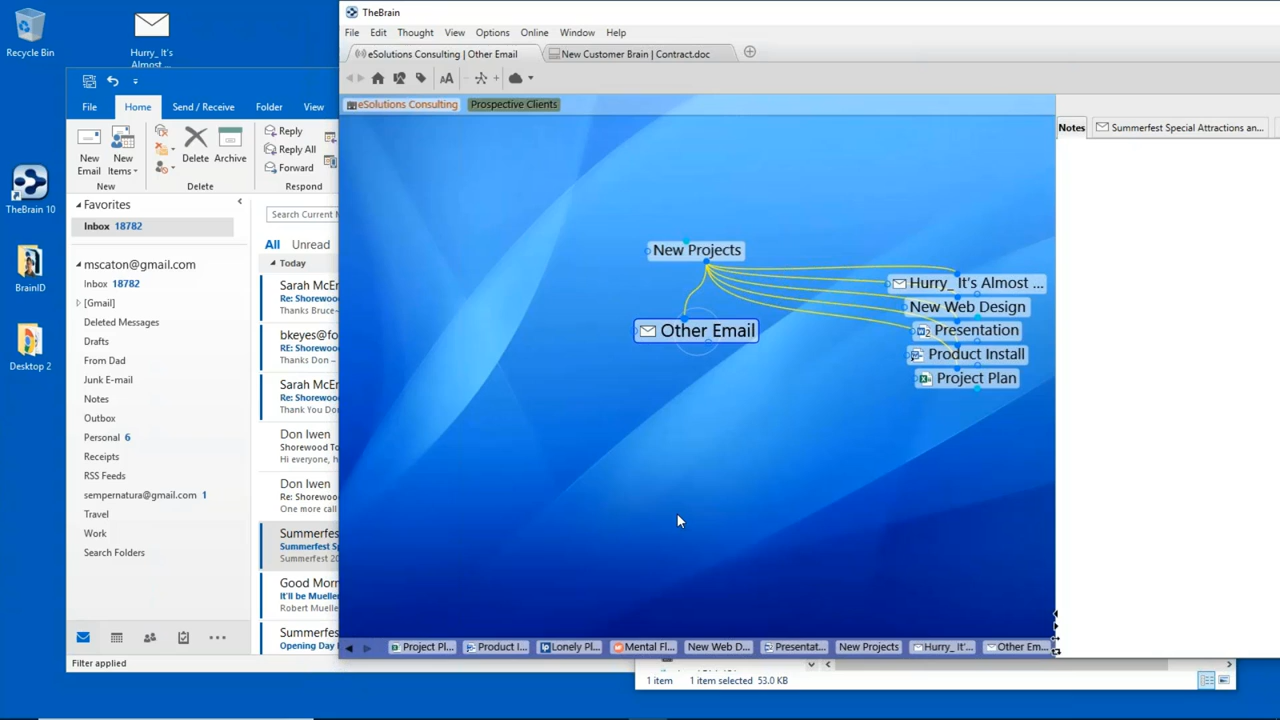 Recycle Bin
Hurry_ It's
Almost ...
TheBrain 10
BrainID
Desktop 2
File
Home
Send / Receive
Folder
View
New
Email
New
Items
New
Delete
Archive
Delete
Reply
Reply All
Forward
Respond
Favorites
Inbox 18782
mscaton@gmail.com
Inbox 18782
[Gmail]
Deleted Messages
Drafts
From Dad
Junk E-mail
Notes
Outbox
Personal 6
Receipts
RSS Feeds
sempernatura@gmail.com 1
Travel
Work
Search Folders
Filter applied
Search Current M
All Unread
Today
Sarah McEr
Re: Shorewoo
Thanks Bruce~
bkeyes@fo
RE: Shorewoo
Thanks Don –
Sarah McEr
Re: Shorewoo
Thank You Do
Don Iwen
Shorewood To
Hi everyone, h
Don Iwen
Re: Shorewoo
One more call
Summerfes
Summerfest Sp
Summerfest 20
Good Morn
It'll be Mueller
Robert Muelle
Summerfes
Opening Day
TheBrain
File Edit Thought View Options Online Window Help
eSolutions Consulting | Other Email
New Customer Brain | Contract.doc
AA
eSolutions Consulting
Prospective Clients
New Projects
Other Email
Hurry_ It's Almost ...
New Web Design
Presentation
Product Install
Project Plan
Notes
Summerfest Special Attractions an...
Project Pl...
Product I...
Lonely Pl...
Mental Fl...
New Web D...
Presentat...
New Projects
Hurry_ It'...
Other Em...
1 item 1 item selected 53.0 KB